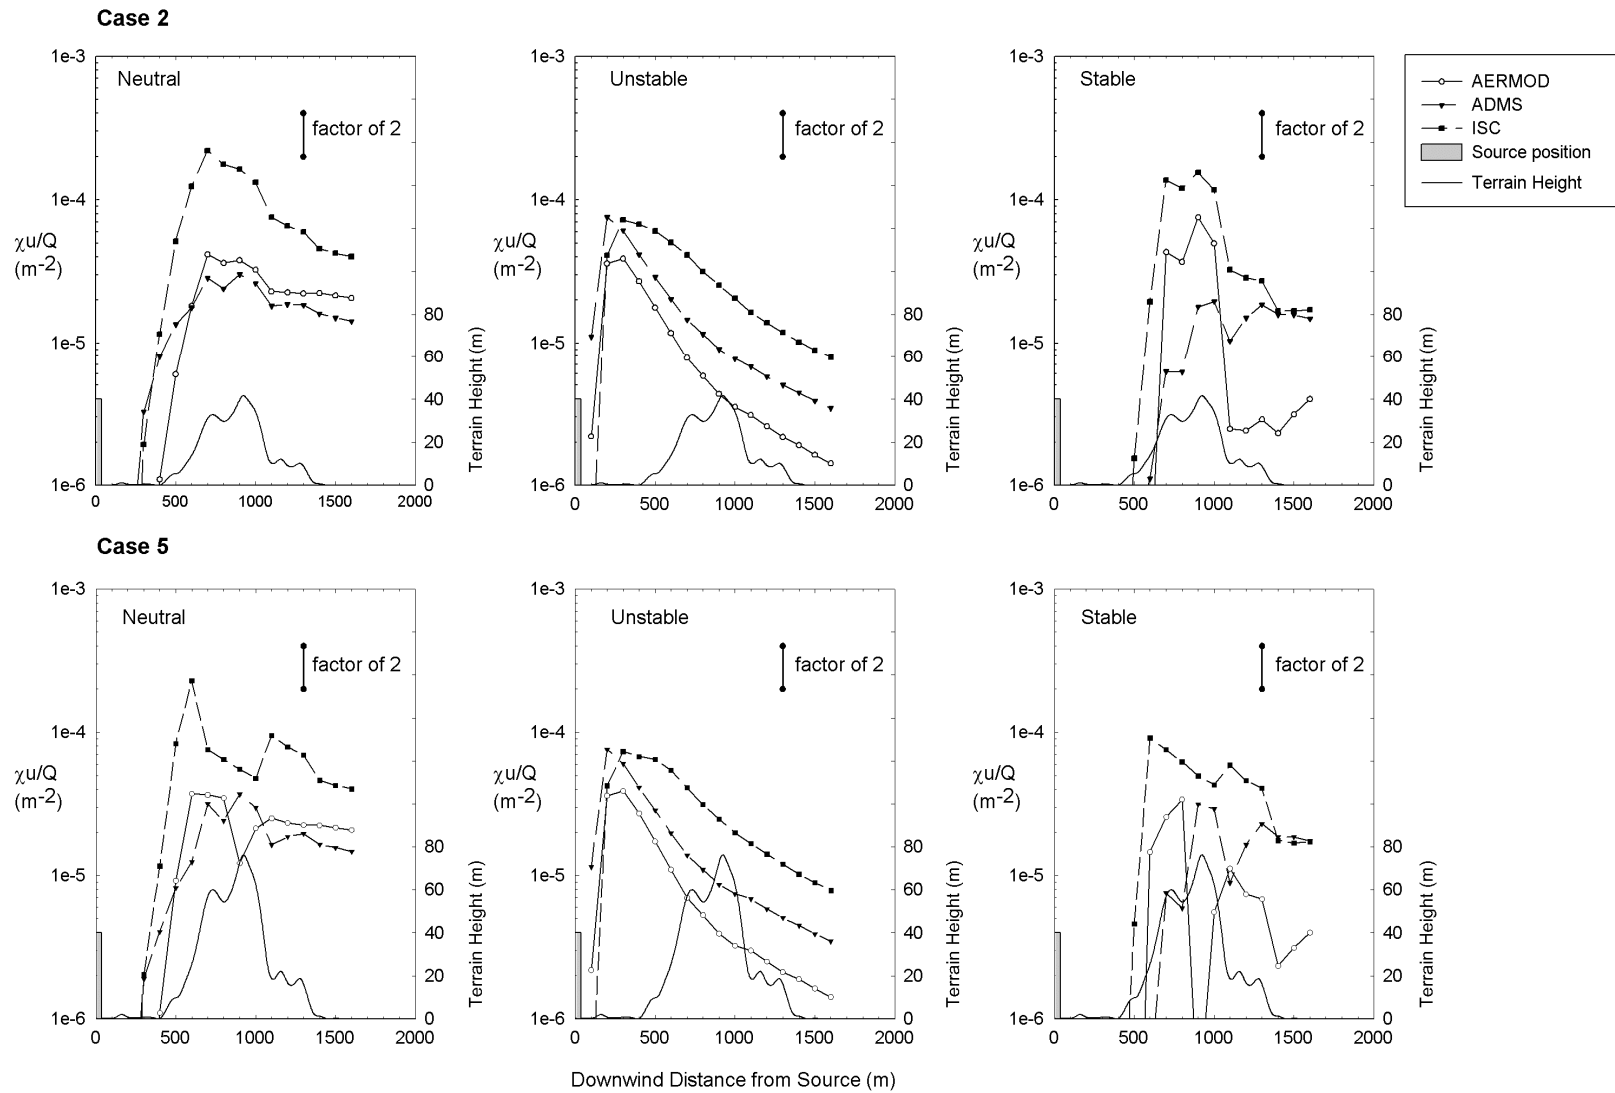 Case 2
1e-3
1e-4
1e-5
1e-6
χu/Q
(m-2)
Neutral
factor of 2
80
60
40
20
0
Terrain Height (m)
0 500 1000 1500 2000
1e-3
1e-4
1e-5
1e-6
χu/Q
(m-2)
Unstable
factor of 2
80
60
40
20
0
Terrain Height (m)
0 500 1000 1500 2000
1e-3
1e-4
1e-5
1e-6
χu/Q
(m-2)
Stable
factor of 2
80
60
40
20
0
Terrain Height (m)
0 500 1000 1500 2000
AERMOD
ADMS
ISC
Source position
Terrain Height
Case 5
1e-3
1e-4
1e-5
1e-6
χu/Q
(m-2)
Neutral
factor of 2
80
60
40
20
0
Terrain Height (m)
0 500 1000 1500 2000
1e-3
1e-4
1e-5
1e-6
χu/Q
(m-2)
Unstable
factor of 2
80
60
40
20
0
Terrain Height (m)
0 500 1000 1500 2000
1e-3
1e-4
1e-5
1e-6
χu/Q
(m-2)
Stable
factor of 2
80
60
40
20
0
Terrain Height (m)
0 500 1000 1500 2000
Downwind Distance from Source (m)